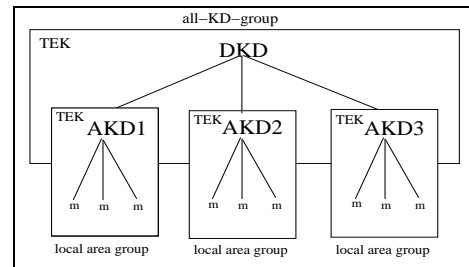 all-KD-group
TEK
DKD
TEK TEK TEK
AKD1 AKD2 AKD3
m m m m m m m m m
local area group local area group local area group